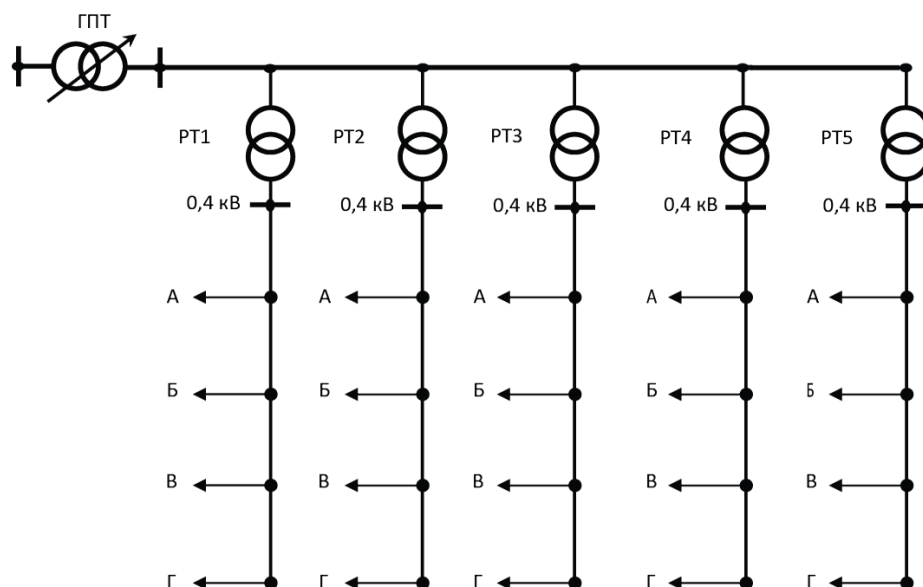 ГПТ
РТ1 РТ2 РТ3 РТ4 РТ5
0,4 кВ 0,4 кВ 0,4 кВ 0,4 кВ 0,4 кВ
А А А А А
Б Б Б Б Б
В В В В В
Г Г Г Г Г